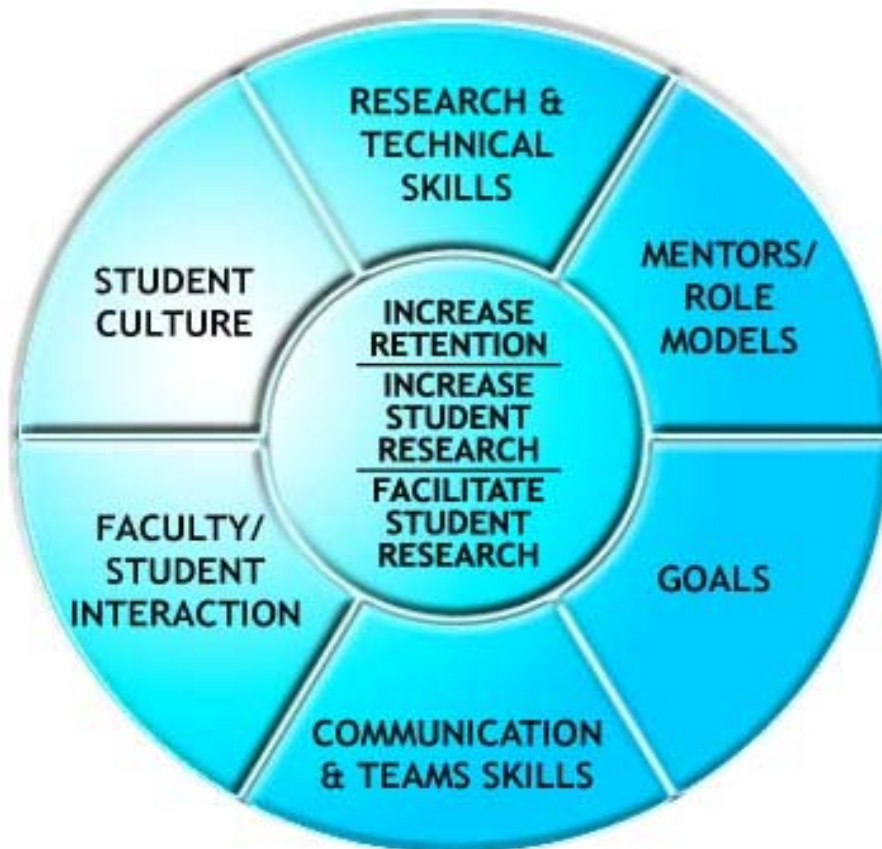 RESEARCH &
TECHNICAL
SKILLS
MENTORS/
ROLE
MODELS
GOALS
COMMUNICATION
& TEAMS SKILLS
FACULTY/
STUDENT
INTERACTION
STUDENT
CULTURE
INCREASE
RETENTION
INCREASE
STUDENT
RESEARCH
FACILITATE
STUDENT
RESEARCH